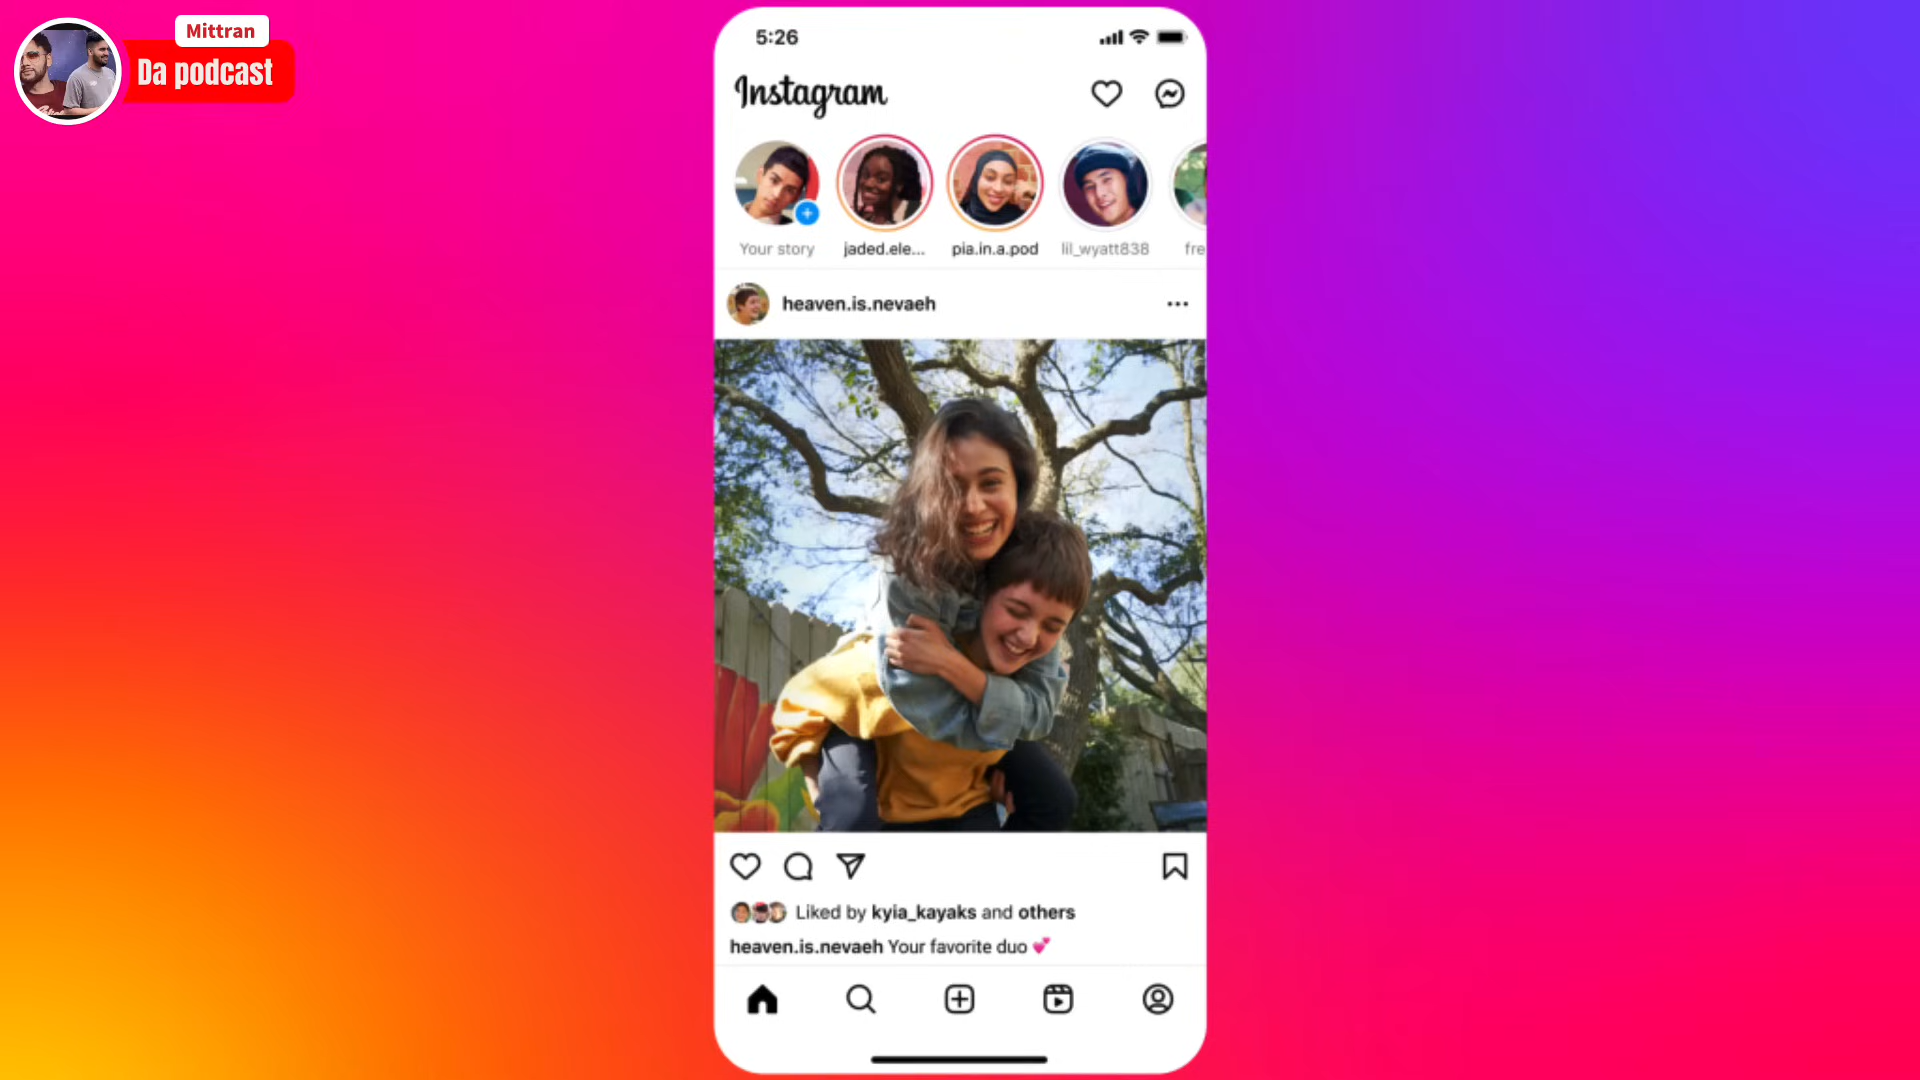 Mittran
Da podcast
5:26
Instagram
Your story
jaded.ele...
pia.in.a.pod
lil_wyatt838
fre
heaven.is.nevaeh
Liked by kyia_kayaks and others
heaven.is.nevaeh Your favorite duo 💕